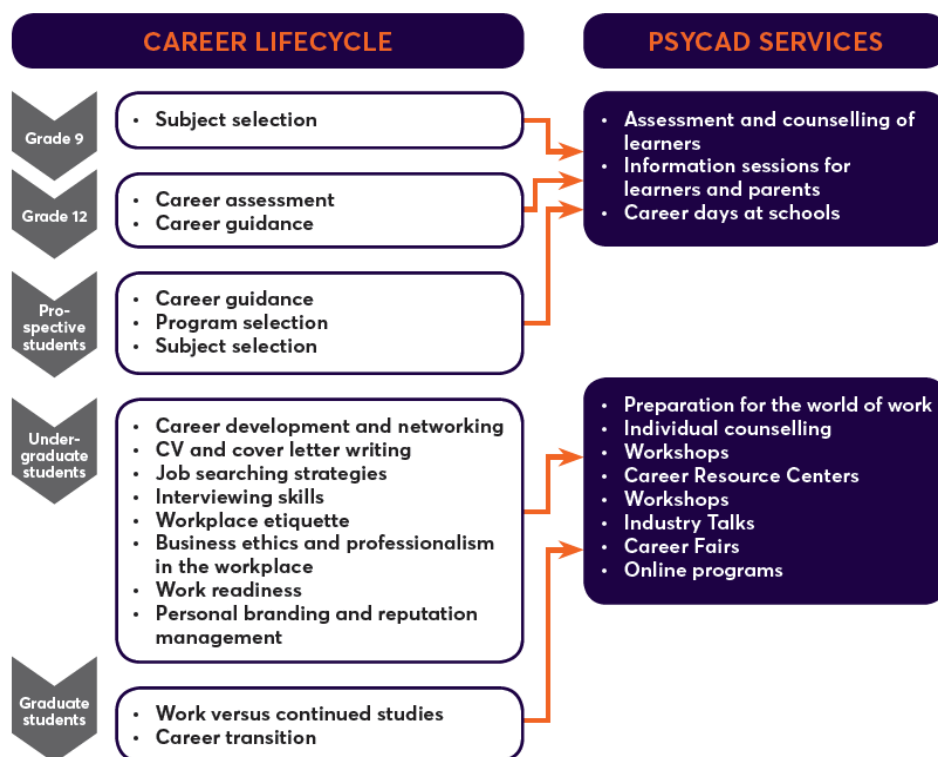 CAREER LIFECYCLE
PSYCAD SERVICES
Grade 9
• Subject selection
Grade 12
• Career assessment
• Career guidance
Pro-
spective
students
• Career guidance
• Program selection
• Subject selection
• Assessment and counselling of
learners
• Information sessions for
learners and parents
• Career days at schools
Under-
graduate
students
• Career development and networking
• CV and cover letter writing
• Job searching strategies
• Interviewing skills
• Workplace etiquette
• Business ethics and professionalism
in the workplace
• Work readiness
• Personal branding and reputation
management
• Preparation for the world of work
• Individual counselling
• Workshops
• Career Resource Centers
• Workshops
• Industry Talks
• Career Fairs
• Online programs
Graduate
students
• Work versus continued studies
• Career transition